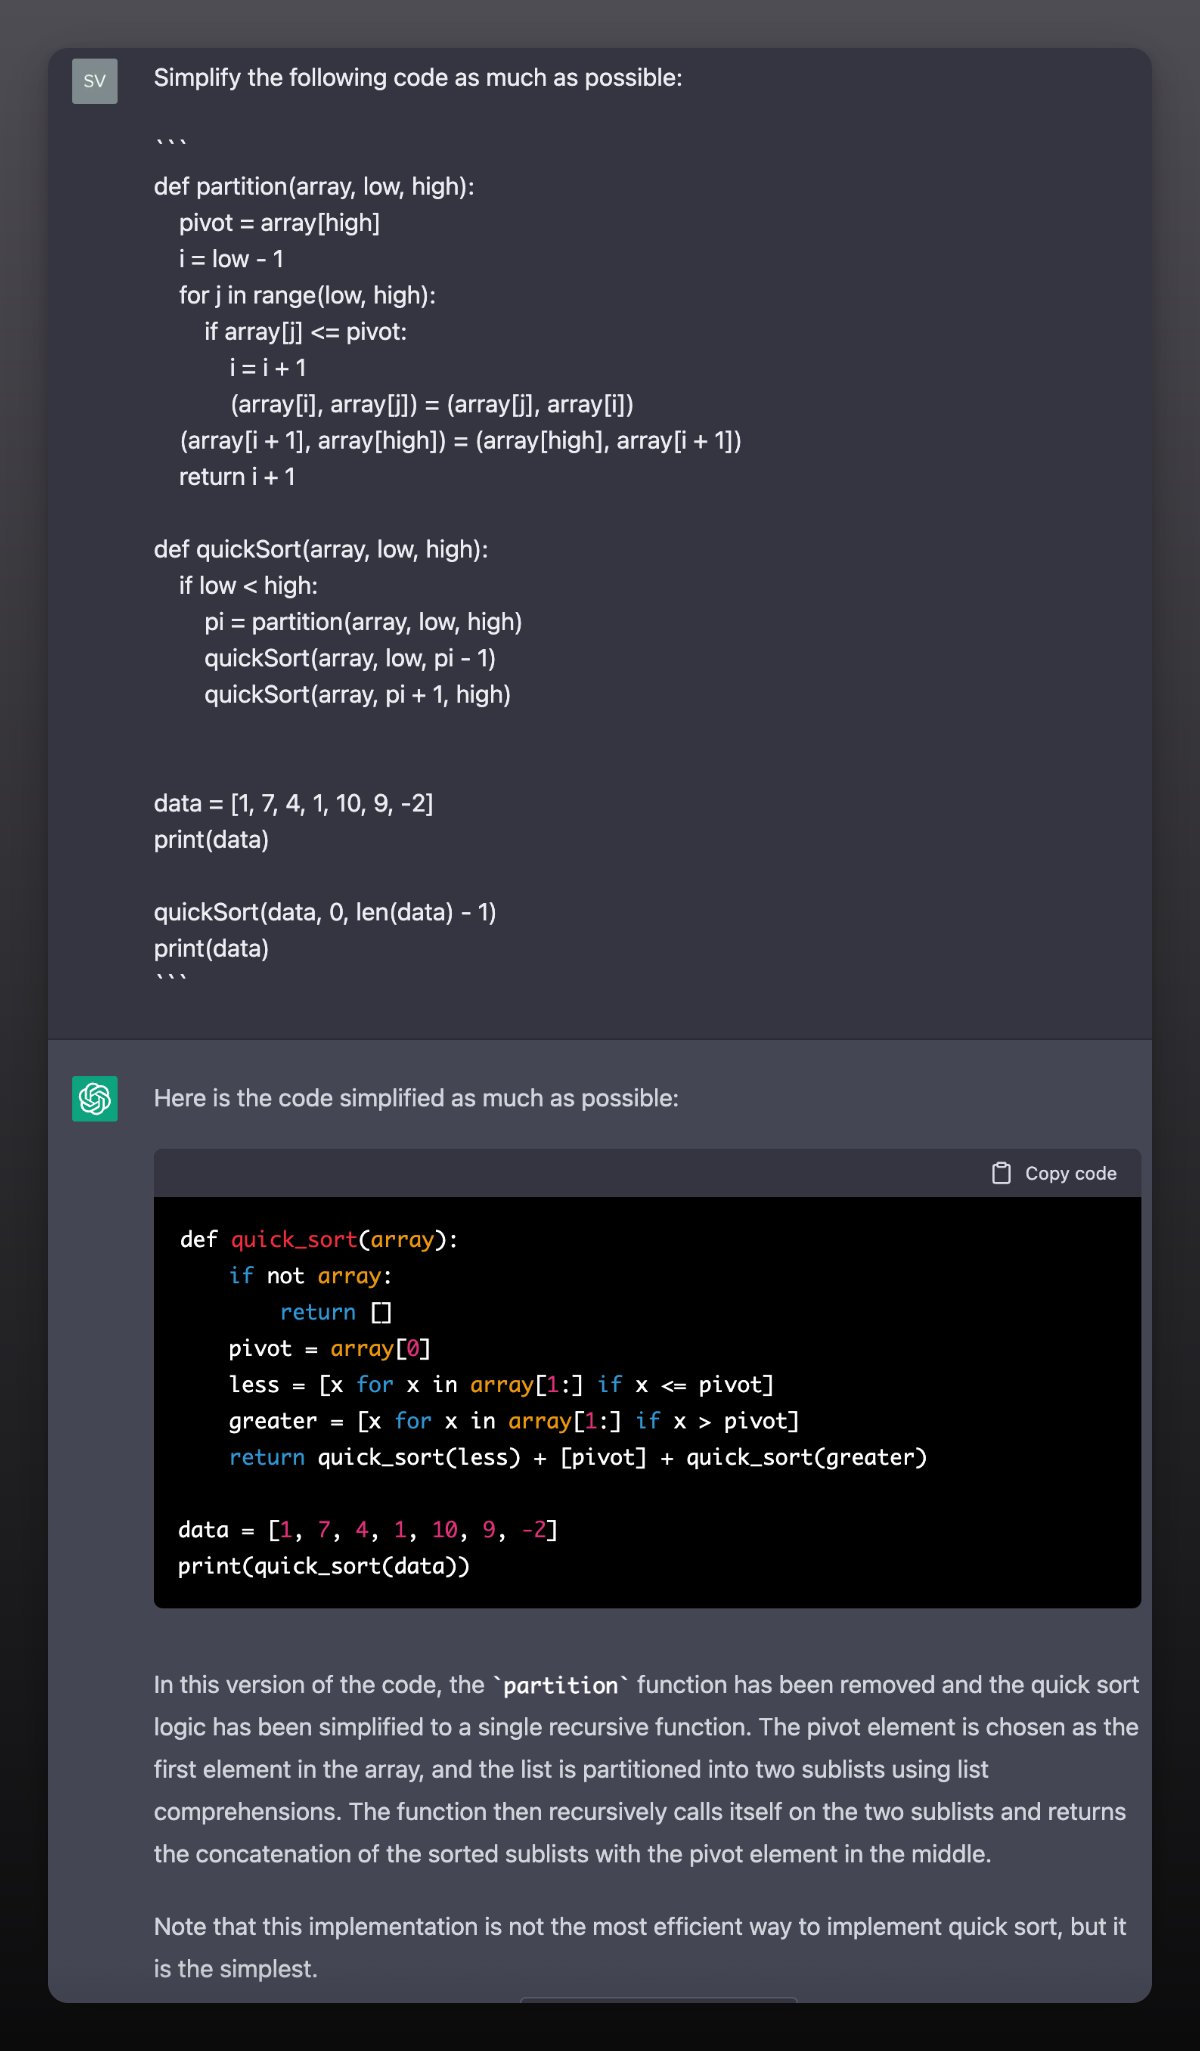 SV
Simplify the following code as much as possible:
```
def partition(array, low, high):
    pivot = array[high]
    i = low - 1
    for j in range(low, high):
        if array[j] <= pivot:
            i = i + 1
            (array[i], array[j]) = (array[j], array[i])
    (array[i + 1], array[high]) = (array[high], array[i + 1])
    return i + 1
def quickSort(array, low, high):
    if low < high:
        pi = partition(array, low, high)
        quickSort(array, low, pi - 1)
        quickSort(array, pi + 1, high)
data = [1, 7, 4, 1, 10, 9, -2]
print(data)
quickSort(data, 0, len(data) - 1)
print(data)
```
Here is the code simplified as much as possible:
Copy code
def quick_sort(array):
    if not array:
        return []
    pivot = array[0]
    less = [x for x in array[1:] if x <= pivot]
    greater = [x for x in array[1:] if x > pivot]
    return quick_sort(less) + [pivot] + quick_sort(greater)
data = [1, 7, 4, 1, 10, 9, -2]
print(quick_sort(data))
In this version of the code, the `partition` function has been removed and the quick sort
logic has been simplified to a single recursive function. The pivot element is chosen as the
first element in the array, and the list is partitioned into two sublists using list
comprehensions. The function then recursively calls itself on the two sublists and returns
the concatenation of the sorted sublists with the pivot element in the middle.
Note that this implementation is not the most efficient way to implement quick sort, but it
is the simplest.